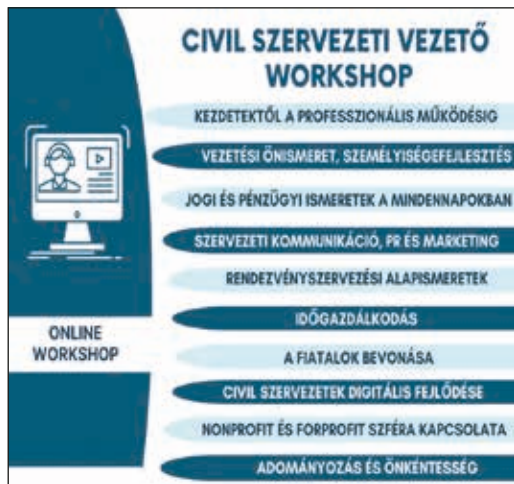 CIVIL SZERVEZETI VEZETŐ
WORKSHOP
KEZDETEKTŐL A PROFESSZIONÁLIS MŰKÖDÉSIG
VEZETÉSI ÖNISMERET, SZEMÉLYISÉGEFEJLESZTÉS
JOGI ÉS PÉNZÜGYI ISMERETEK A MINDENNAPOKBAN
SZERVEZETI KOMMUNIKÁCIÓ, PR ÉS MARKETING
RENDEZVÉNYSZERVEZÉSI ALAPISMERETEK
IDŐGAZDÁLKODÁS
A FIATALOK BEVONÁSA
CIVIL SZERVEZETEK DIGITÁLIS FEJLŐDÉSE
NONPROFIT ÉS FORPROFIT SZFÉRA KAPCSOLATA
ADOMÁNYOZÁS ÉS ÖNKÉNTESSÉG
ONLINE
WORKSHOP